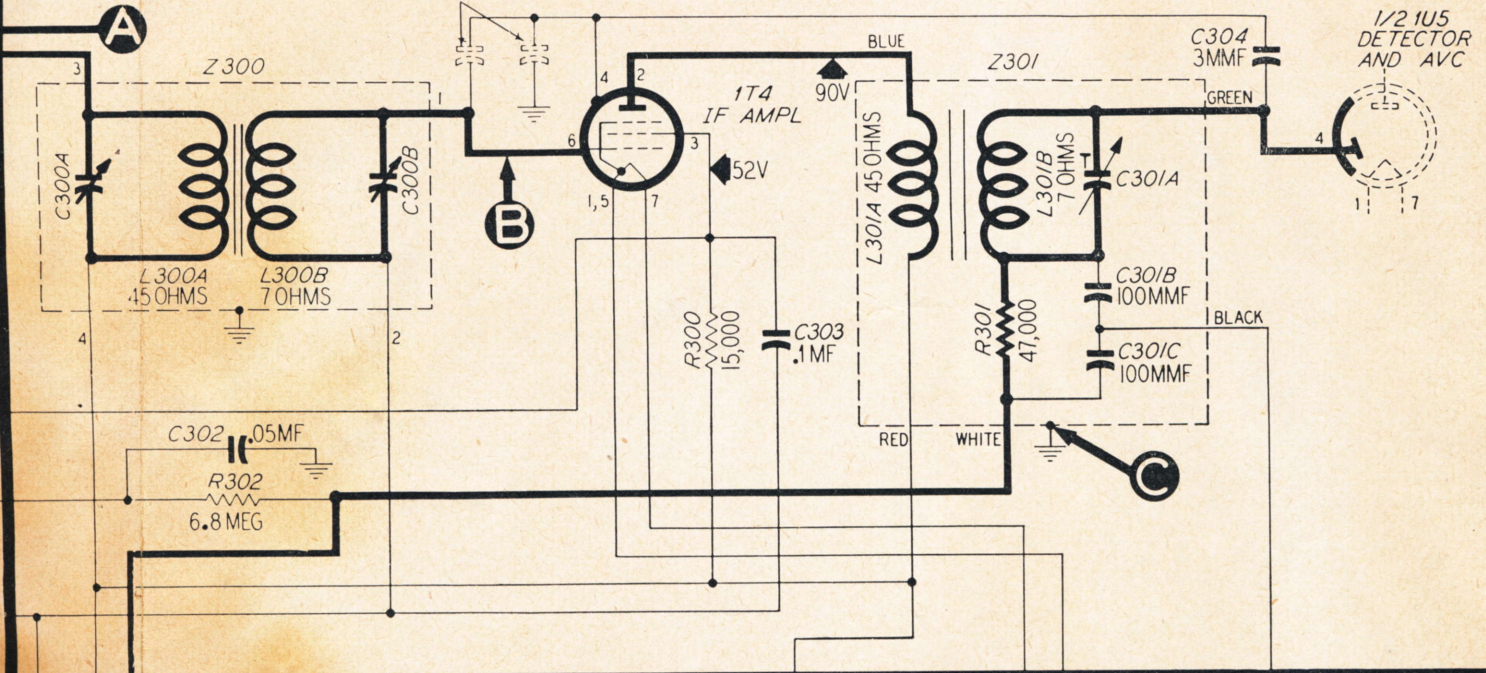 A
3
Z300
1
C300A
C300B
L300A
45 OHMS
L300B
7 OHMS
4
2
B
6
4
2
3
1,5
7
1T4
IF AMPL
52V
BLUE
90V
Z301
L301A 45 OHMS
L301B
7 OHMS
T
C301A
C304
3MMF
GREEN
1/2 1U5
DETECTOR
AND AVC
4
1
7
R300
15,000
C303
.1MF
R301
47,000
C301B
100MMF
BLACK
C301C
100MMF
RED
WHITE
C
C302
.05MF
R302
6.8 MEG